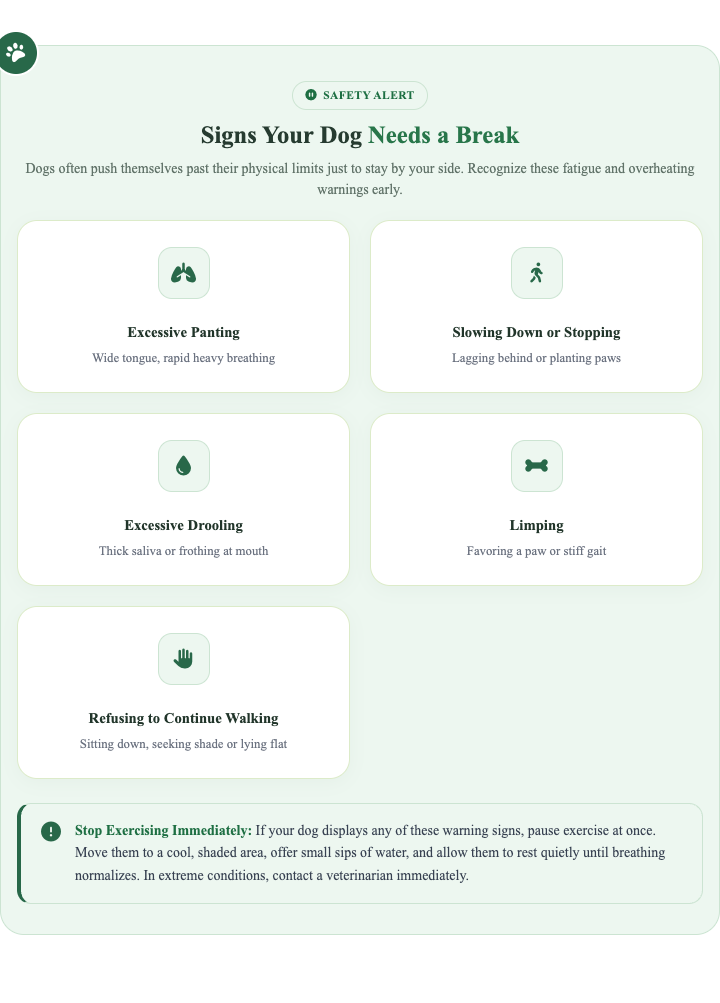 SAFETY ALERT
Signs Your Dog Needs a Break
Dogs often push themselves past their physical limits just to stay by your side. Recognize these fatigue and overheating
warnings early.
Excessive Panting
Wide tongue, rapid heavy breathing
Slowing Down or Stopping
Lagging behind or planting paws
Excessive Drooling
Thick saliva or frothing at mouth
Limping
Favoring a paw or stiff gait
Refusing to Continue Walking
Sitting down, seeking shade or lying flat
Stop Exercising Immediately: If your dog displays any of these warning signs, pause exercise at once.
Move them to a cool, shaded area, offer small sips of water, and allow them to rest quietly until breathing
normalizes. In extreme conditions, contact a veterinarian immediately.